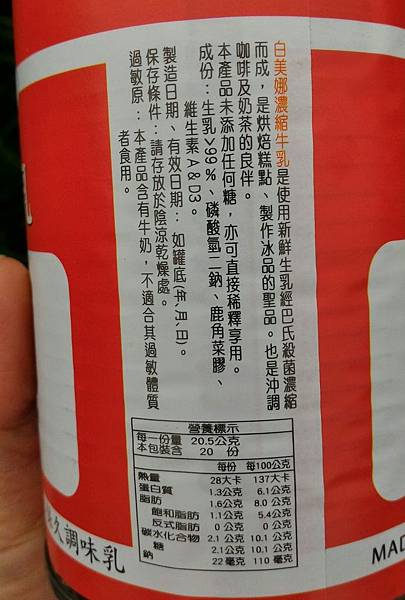 白美娜濃縮牛乳是使用新鮮生乳經巴氏殺菌濃縮
而成，是烘焙糕點、製作冰品的聖品。也是沖調
咖啡及奶茶的良伴。
本產品未添加任何糖，亦可直接稀釋享用。
成份：生乳>99%、磷酸氫二鈉、鹿角菜膠、
維生素A&D3。
製造日期、有效日期：如罐底(年、月、日)。
保存條件：請存放於陰涼乾燥處。
過敏原：本產品含有牛奶，不適合其過敏體質
者食用。
營養標示
每一份量 20.5公克
本包裝含 20 份
每份 每100公克
熱量 28大卡 137大卡
蛋白質 1.3公克 6.1公克
脂肪 1.6公克 8.0公克
飽和脂肪 1.1公克 5.4公克
反式脂肪 0公克 0公克
碳水化合物 2.1公克 10.1公克
糖 2.1公克 10.1公克
鈉 22毫克 110毫克
久調味乳
MAD
乳